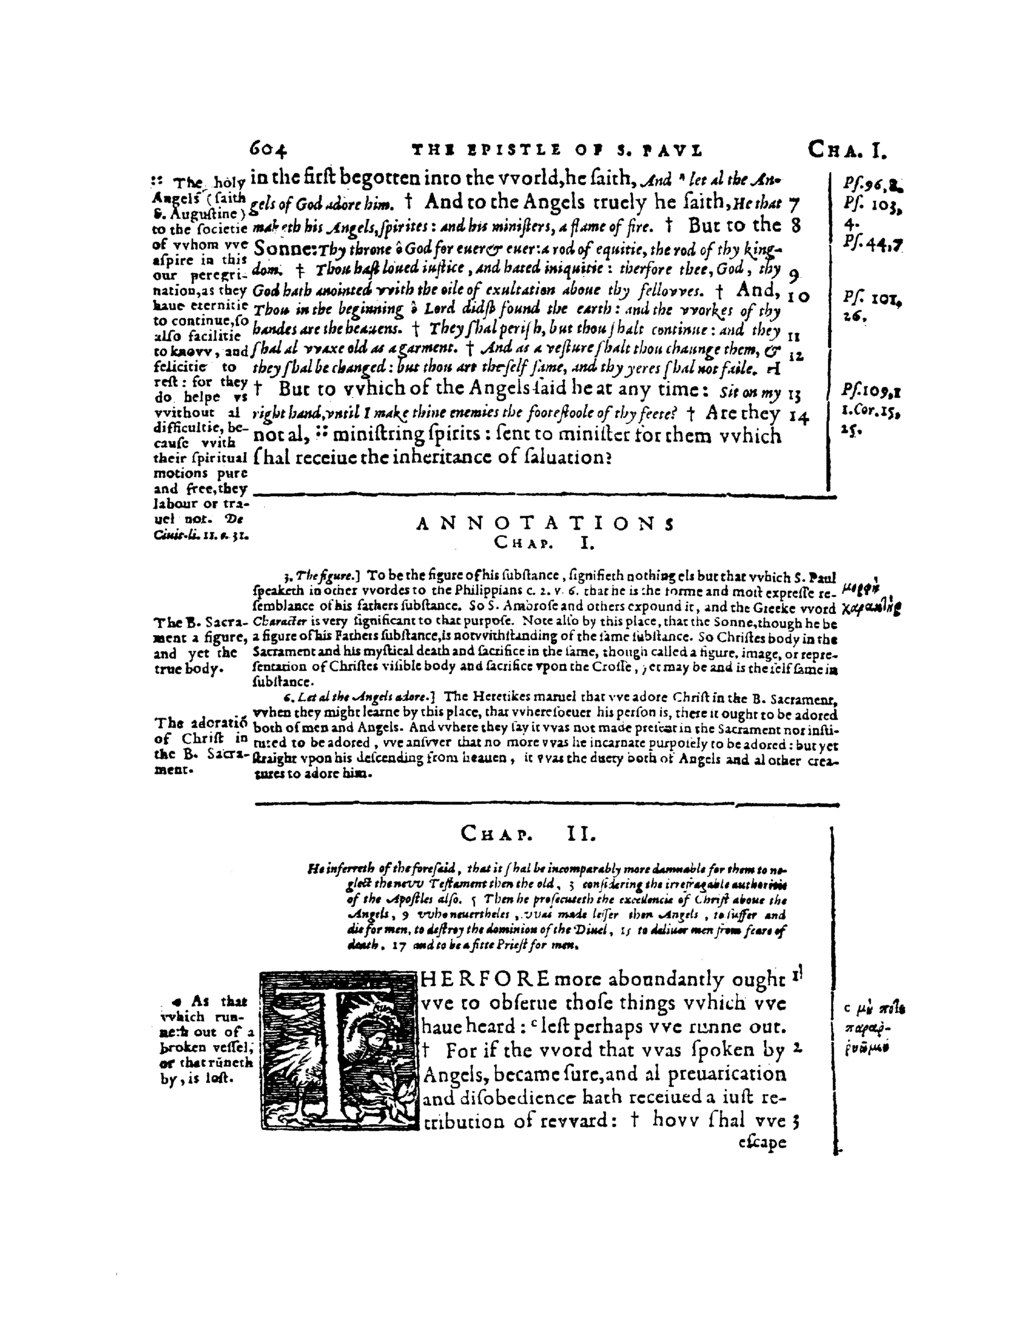 604 THE EPISTLE OF S. PAVL CHA. I.
in the first begotten into the vvorld, he saith, And " let al the An-
gels of God adore him. † And to the Angels truely he saith, He that 7
maketh his Angels, spirites: and his ministers, a flame of fire. † But to the 8
Sonne: Thy throne ô God for euer & euer: a rod of equitie, the rod of thy king-
dom. † Thou hast loued iustice, and hated iniquitie: therfore thee, God, thy 9
God hath anointed vvith the oile of exultation aboue thy fellovves. † And, 10
Thou in the beginning ô Lord didst found the earth: and the vvorkes of thy
handes are the heauens. † They shal perish, but thou shalt continue: and they 11
shal al vvaxe old as a garment. † And as a vesture shalt thou chaunge them, & 12
they shal be changed: but thou art the self same, and thy yeres shal not faile.
† But to vvhich of the Angels said he at any time: Sit on my 13
right hand, vntil I make thine enemies the footestoole of thy feete? † Are they 14
not al, :: ministring spirits: sent to minister for them vvhich
shal receiue the inheritance of saluation?
:: The holy
Angels (saith
S. Augustine)
to the societie
of vvhom vve
aspire in this
our peregri-
nation, as they
haue eternitie
to continue, so
also facilitie
to knovv, and
felicitie to
rest: for they
do helpe vs
vvithout al
difficultie, be-
cause vvith
their spiritual
motions pure
and free, they
labour or tra-
uel not. De
Ciuit. li. 11. c. 31.
Ps. 96, 8.
Ps. 103,
4.
Ps. 44, 7
Ps. 101,
26.
Ps. 109, 1
1. Cor. 15,
25.
ANNOTATIONS
CHAP. I.
3. The figure.] To be the figure of his substance, signifieth nothing els but that vvhich S. Paul
speaketh in other vvordes to the Philippians c. 2. v. 6. that he is the forme and most expresse re-
semblance of his fathers substance. So S. Ambrose and others expound it, and the Greeke vvord
Character is very significant to that purpose. Note also by this place, that the Sonne, though he be
a figure of his Fathers substance, is notvvithstanding of the same substance. So Christes body in the
Sacrament and his mystical death and sacrifice in the same, though called a figure, image, or repre-
sentation of Christes visible body and sacrifice vpon the Crosse, yet may be and is the self same in
substance.
μορφὴ,
χαρακτὴρ
The B. Sacra-
ment a figure,
and yet the
true body.
6. Let al the Angels adore.] The Heretikes maruel that vve adore Christ in the B. Sacrament,
vvhen they might learne by this place, that vvheresoeuer his person is, there it ought to be adored
both of men and Angels. And vvhere they say it vvas not made present in the Sacrament nor insti-
tuted to be adored, vve ansvver that no more vvas he incarnate purposely to be adored: but yet
straight vpon his descending from heauen, it vvas the duety both of Angels and al other crea-
tures to adore him.
The adoratiō
of Christ in
the B. Sacra-
ment.
CHAP. II.
He inferreth of the foresaid, that it shal be incomparably more damnable for them to ne-
glect the nevv Testament then the old, 3 considering the irrefragable authoritie
of the Apostles also. 5 Then he prosecuteth the excellencie of Christ aboue the
Angels, 9 vvho neuertheles, vvas made lesser then Angels, to suffer and
die for men, to destroy the dominion of the Diuel, 15 to deliuer men from feare of
death, 17 and to be a fitte Priest for men.
THERFORE more aboundantly ought 1
vve to obserue those things vvhich vve
haue heard: c lest perhaps vve runne out.
† For if the vvord that vvas spoken by 2
Angels, became sure, and al preuarication
and disobedience hath receiued a iust re-
tribution of revvard: † hovv shal vve 3
escape
As that
vvhich run-
neth out of a
broken vessel,
or that rūneth
by, is lost.
c μή ποτε
παραρ-
ρυῶμεν